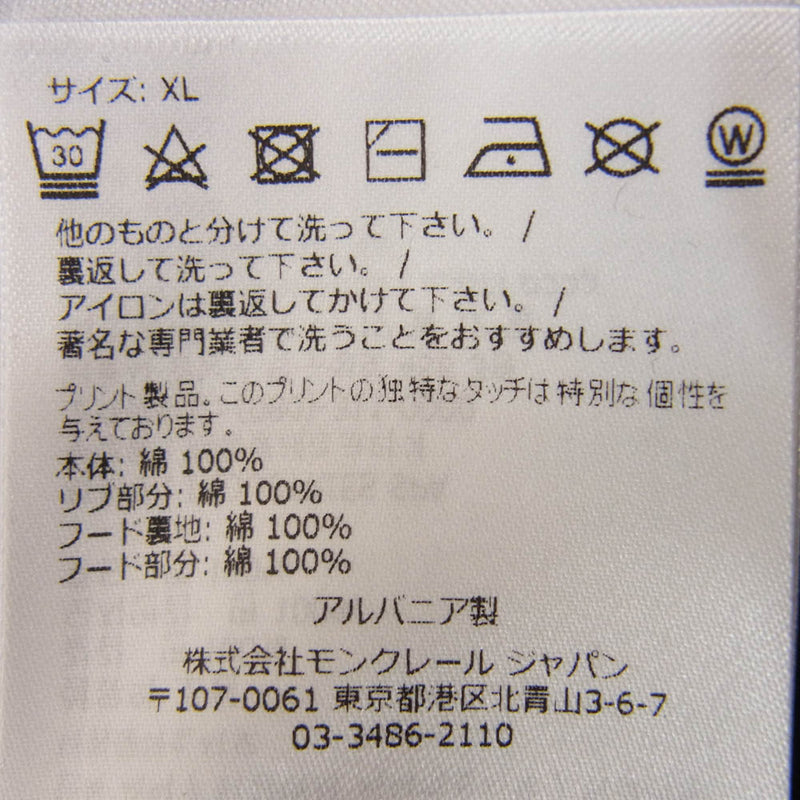 サイズ: XL
30
W
他のものと分けて洗って下さい。 /
裏返して洗って下さい。 /
アイロンは裏返してかけて下さい。 /
著名な専門業者で洗うことをおすすめします。
プリント製品。このプリントの独特なタッチは特別な個性を
与えております。
本体: 綿 100%
リブ部分: 綿 100%
フード裏地: 綿 100%
フード部分: 綿 100%
アルバニア製
株式会社モンクレール ジャパン
〒107-0061 東京都港区北青山3-6-7
03-3486-2110